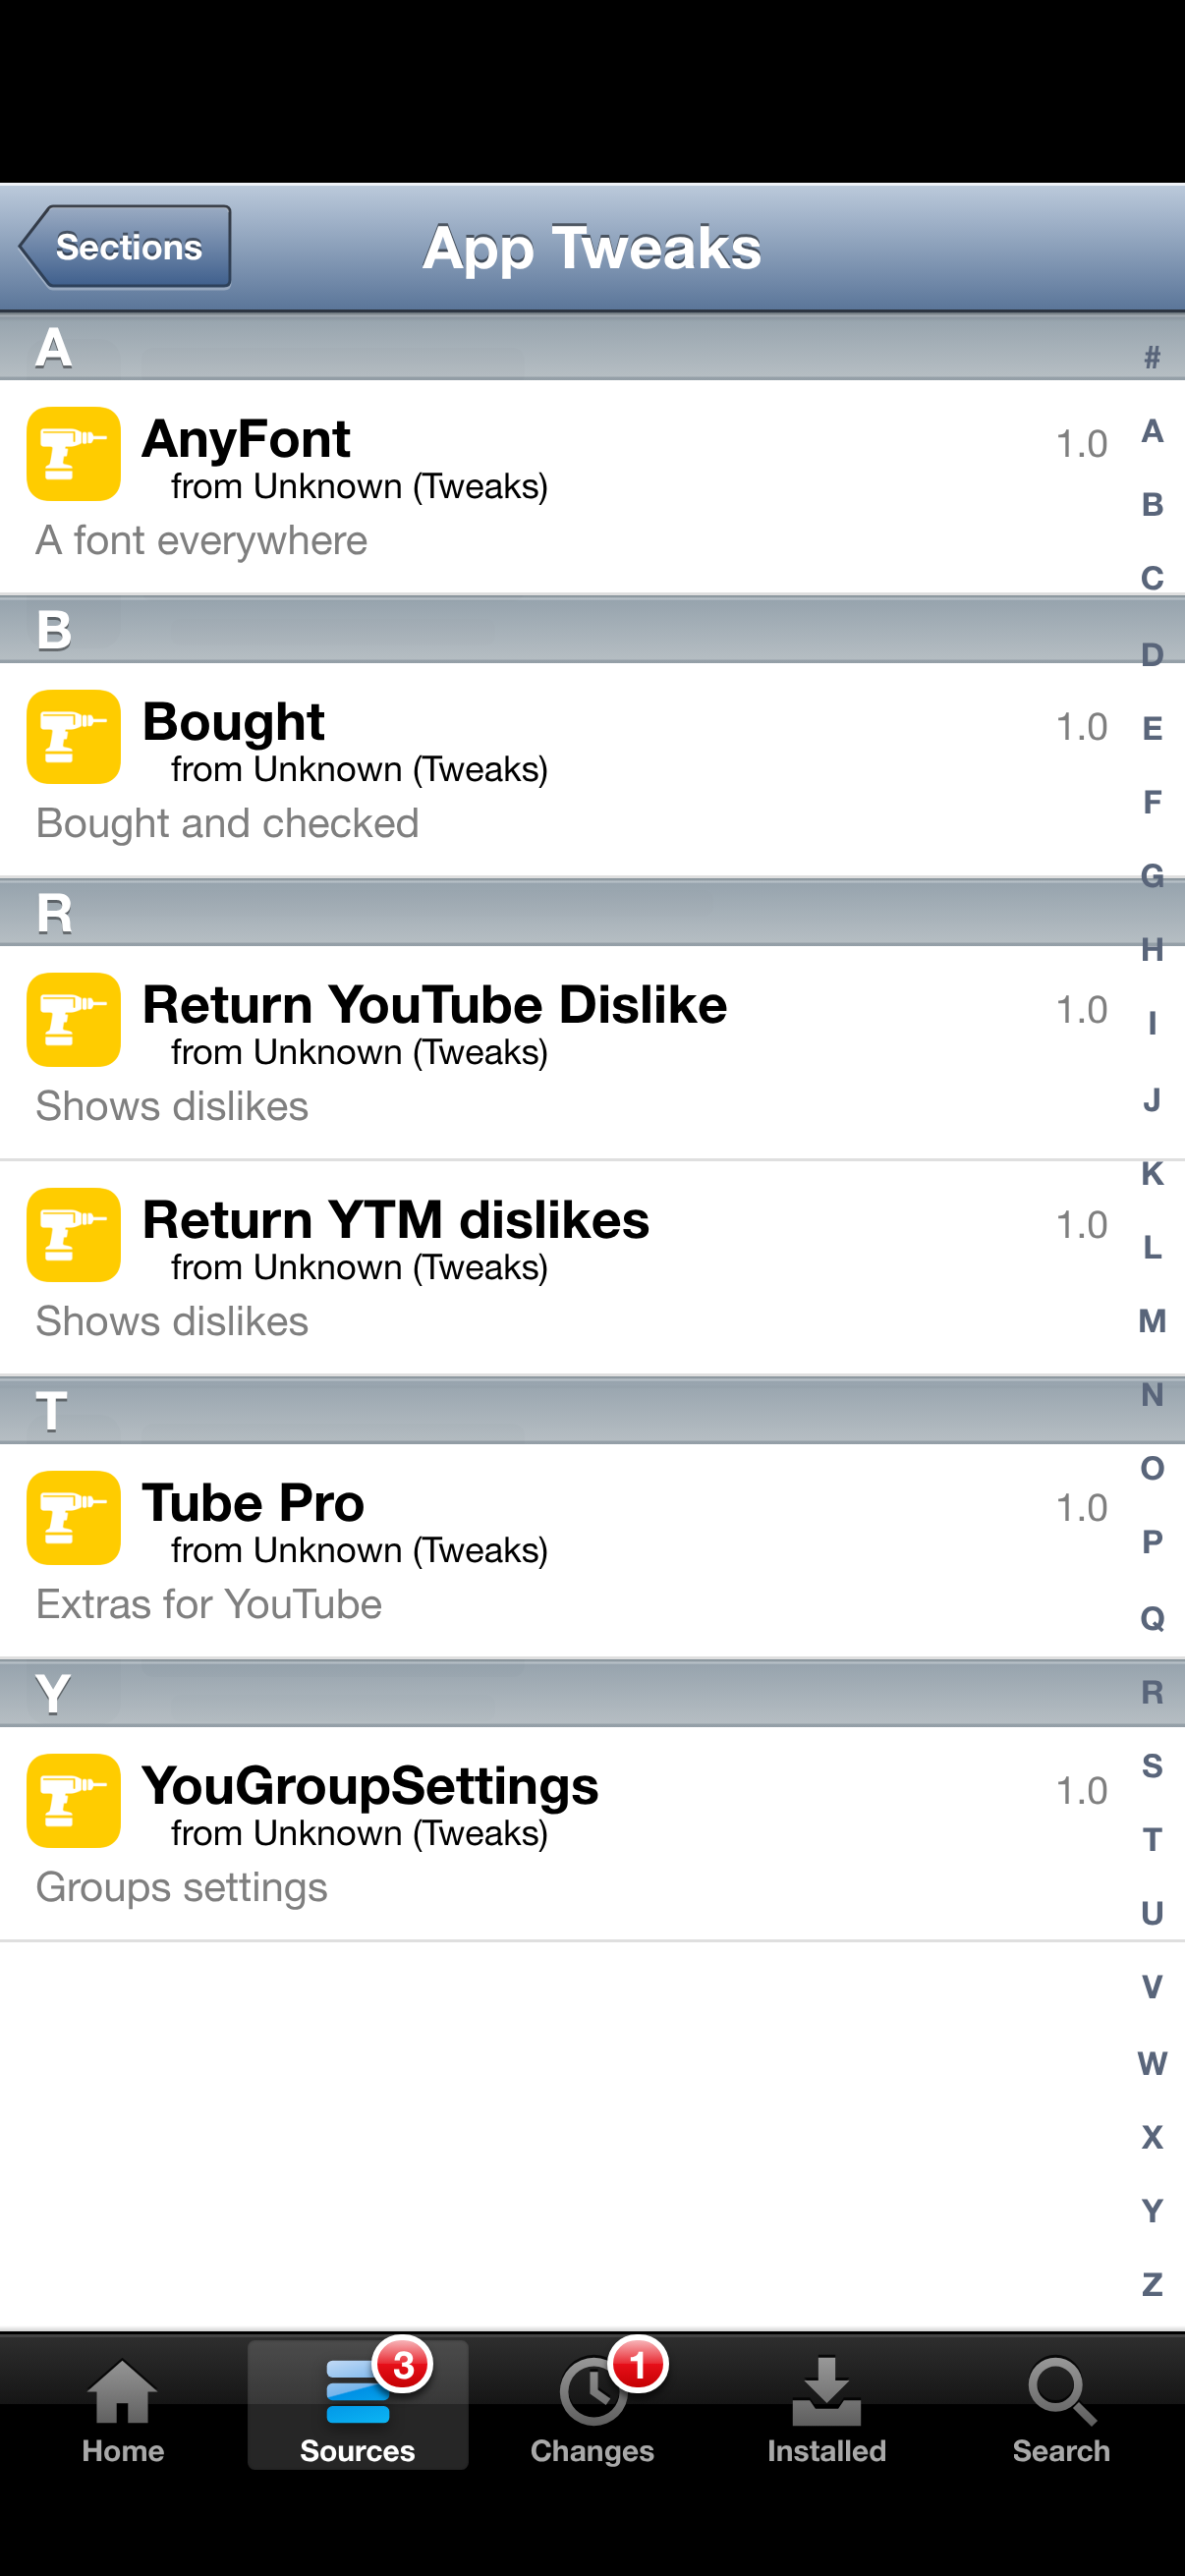 Sections
App Tweaks
A
AnyFont
1.0
from Unknown (Tweaks)
A font everywhere
B
Bought
1.0
from Unknown (Tweaks)
Bought and checked
R
Return YouTube Dislike
1.0
from Unknown (Tweaks)
Shows dislikes
Return YTM dislikes
1.0
from Unknown (Tweaks)
Shows dislikes
T
Tube Pro
1.0
from Unknown (Tweaks)
Extras for YouTube
Y
YouGroupSettings
1.0
from Unknown (Tweaks)
Groups settings
#
A
B
C
D
E
F
G
H
I
J
K
L
M
N
O
P
Q
R
S
T
U
V
W
X
Y
Z
3
1
Home
Sources
Changes
Installed
Search